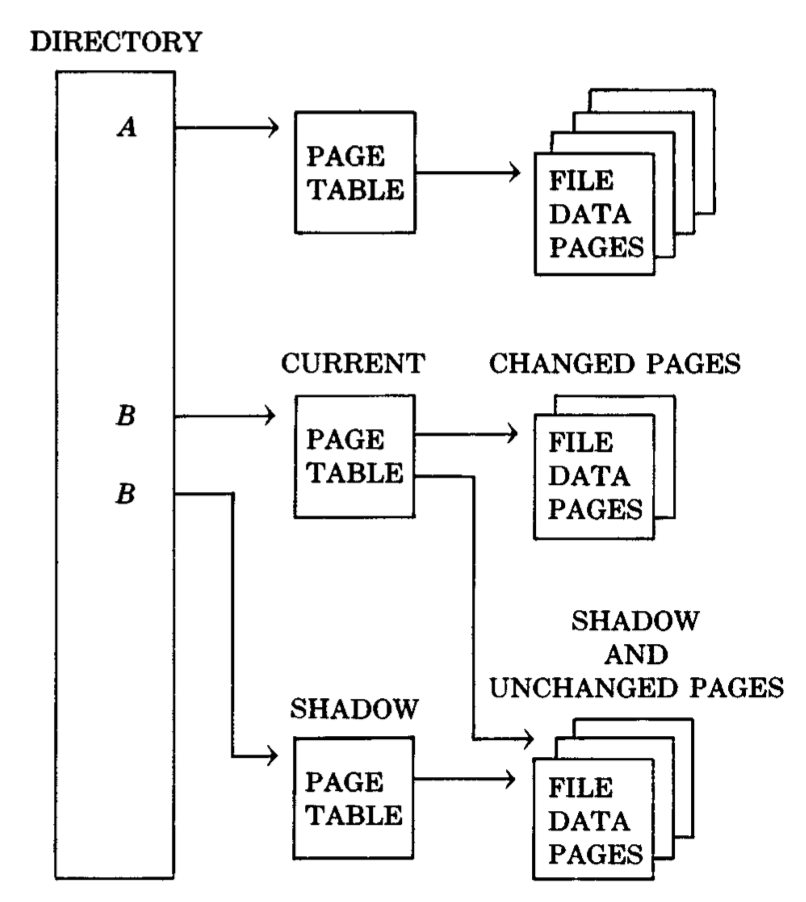 DIRECTORY
A
PAGE
TABLE
FILE
DATA
PAGES
CURRENT
CHANGED PAGES
B
PAGE
TABLE
FILE
DATA
PAGES
B
SHADOW
AND
UNCHANGED PAGES
SHADOW
PAGE
TABLE
FILE
DATA
PAGES